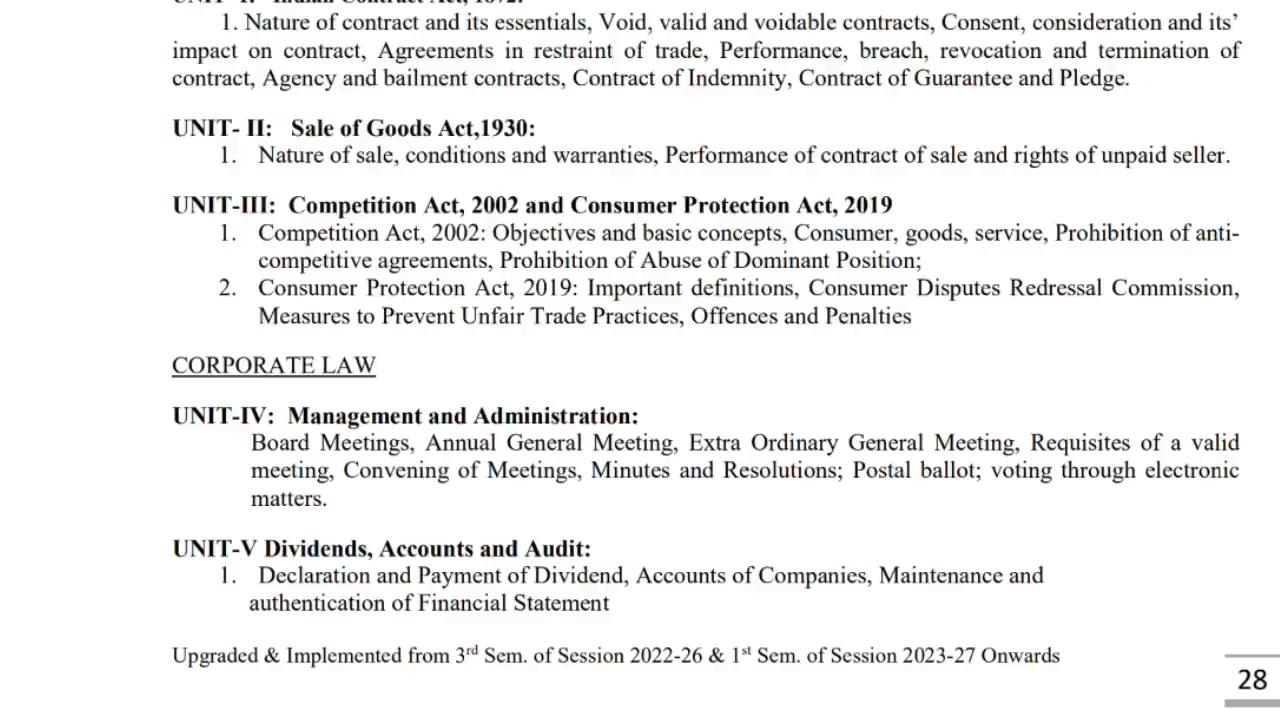 1. Nature of contract and its essentials, Void, valid and voidable contracts, Consent, consideration and its’
impact on contract, Agreements in restraint of trade, Performance, breach, revocation and termination of
contract, Agency and bailment contracts, Contract of Indemnity, Contract of Guarantee and Pledge.
UNIT- II: Sale of Goods Act,1930:
1. Nature of sale, conditions and warranties, Performance of contract of sale and rights of unpaid seller.
UNIT-III: Competition Act, 2002 and Consumer Protection Act, 2019
1. Competition Act, 2002: Objectives and basic concepts, Consumer, goods, service, Prohibition of anti-
competitive agreements, Prohibition of Abuse of Dominant Position;
2. Consumer Protection Act, 2019: Important definitions, Consumer Disputes Redressal Commission,
Measures to Prevent Unfair Trade Practices, Offences and Penalties
CORPORATE LAW
UNIT-IV: Management and Administration:
Board Meetings, Annual General Meeting, Extra Ordinary General Meeting, Requisites of a valid
meeting, Convening of Meetings, Minutes and Resolutions; Postal ballot; voting through electronic
matters.
UNIT-V Dividends, Accounts and Audit:
1. Declaration and Payment of Dividend, Accounts of Companies, Maintenance and
authentication of Financial Statement
Upgraded & Implemented from 3rd Sem. of Session 2022-26 & 1st Sem. of Session 2023-27 Onwards
28